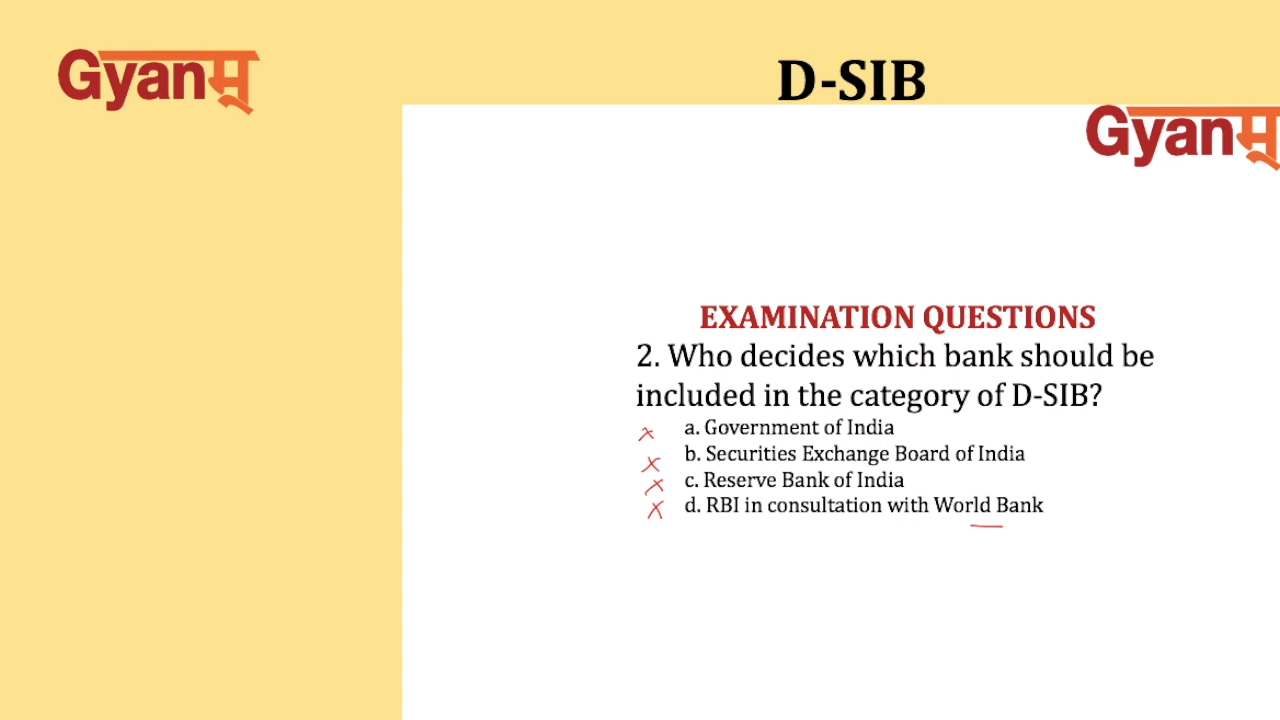 Gyanम्
D-SIB
Gyanम्
EXAMINATION QUESTIONS
2. Who decides which bank should be
included in the category of D-SIB?
a. Government of India
b. Securities Exchange Board of India
c. Reserve Bank of India
d. RBI in consultation with World Bank